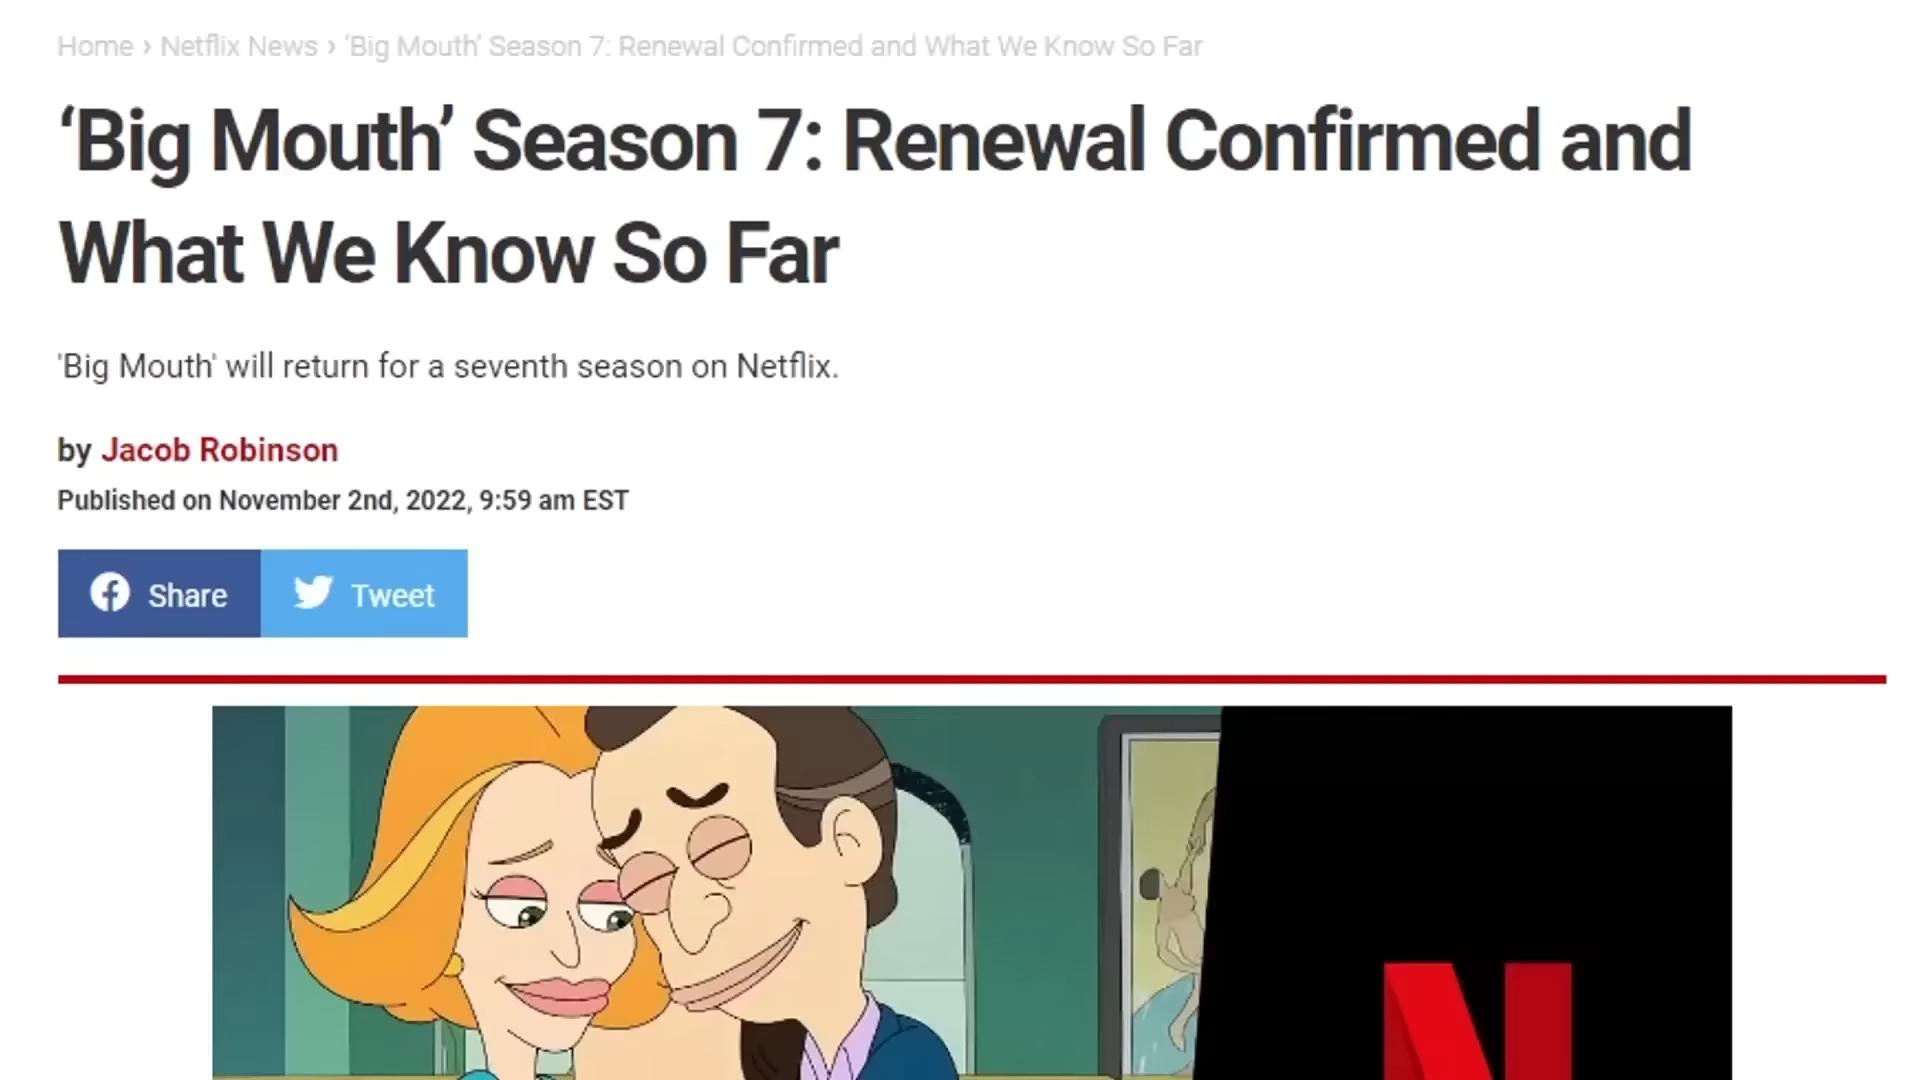 Home › Netflix News › ‘Big Mouth’ Season 7: Renewal Confirmed and What We Know So Far
‘Big Mouth’ Season 7: Renewal Confirmed and
What We Know So Far
'Big Mouth' will return for a seventh season on Netflix.
by Jacob Robinson
Published on November 2nd, 2022, 9:59 am EST
Share Tweet
N